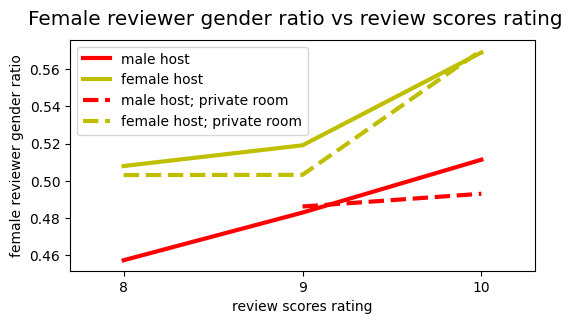 Female reviewer gender ratio vs review scores rating
male host
female host
male host; private room
female host; private room
female reviewer gender ratio
0.56
0.54
0.52
0.50
0.48
0.46
8
9
10
review scores rating